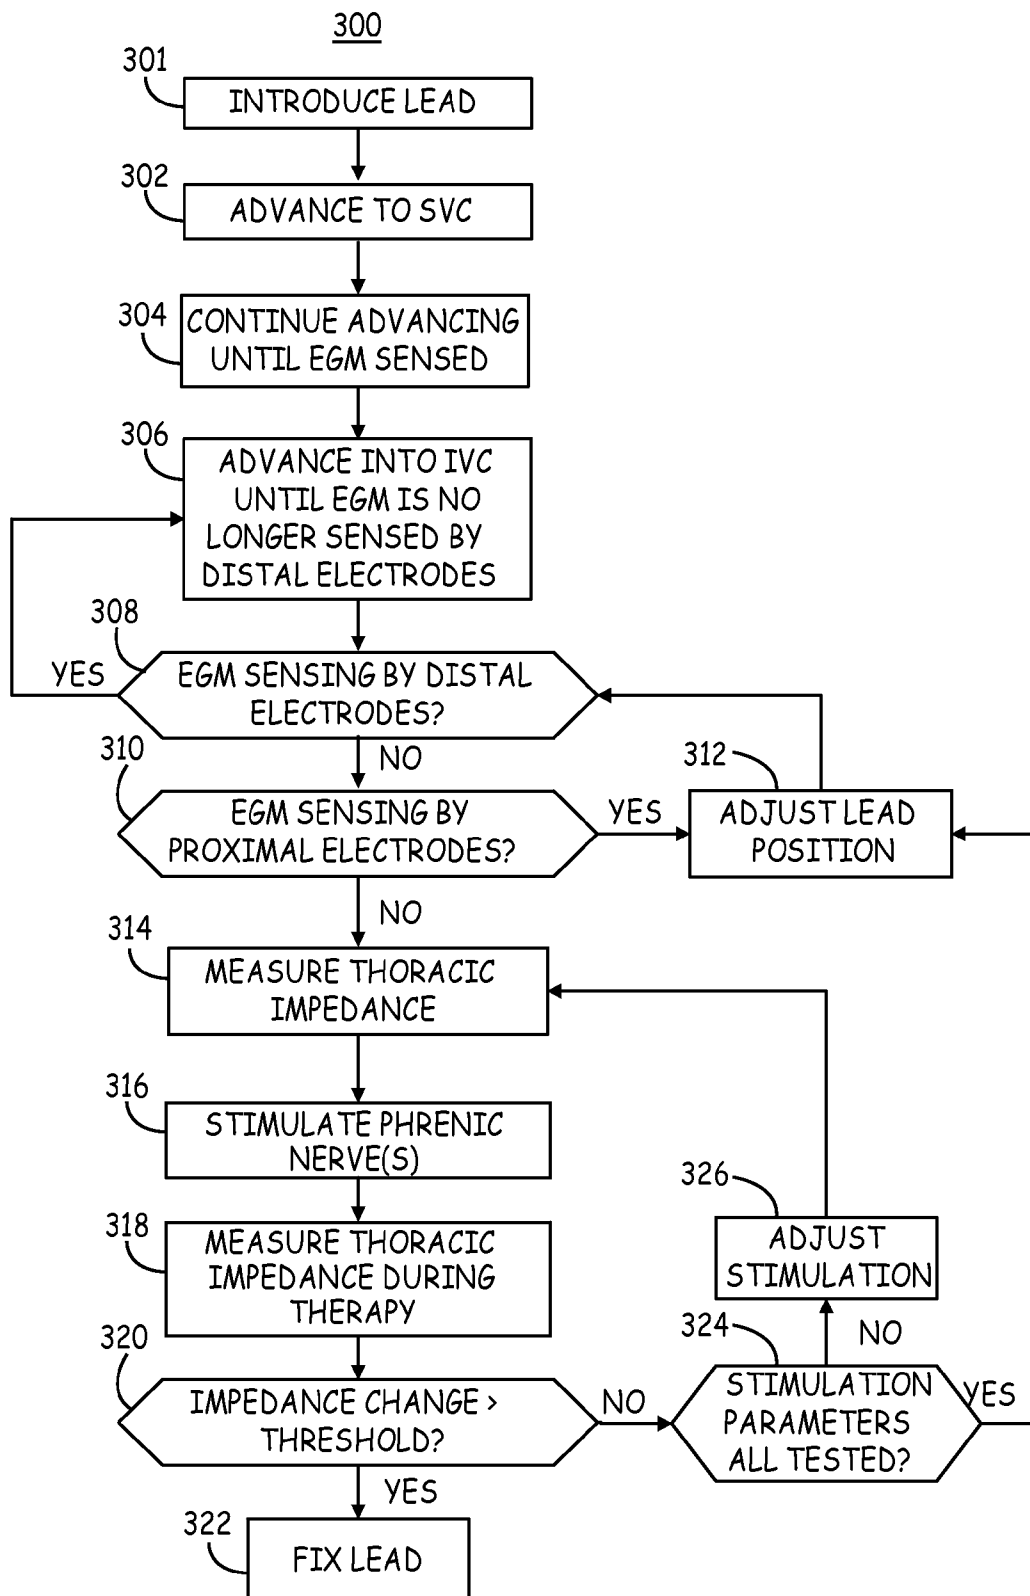 300
301
INTRODUCE LEAD
302
ADVANCE TO SVC
304
CONTINUE ADVANCING
UNTIL EGM SENSED
306
ADVANCE INTO IVC
UNTIL EGM IS NO
LONGER SENSED BY
DISTAL ELECTRODES
308
YES
EGM SENSING BY DISTAL
ELECTRODES?
NO
310
EGM SENSING BY
PROXIMAL ELECTRODES?
YES
312
ADJUST LEAD
POSITION
NO
314
MEASURE THORACIC
IMPEDANCE
316
STIMULATE PHRENIC
NERVE(S)
318
MEASURE THORACIC
IMPEDANCE DURING
THERAPY
326
ADJUST
STIMULATION
320
IMPEDANCE CHANGE >
THRESHOLD?
NO
324
NO
STIMULATION
PARAMETERS
ALL TESTED?
YES
YES
322
FIX LEAD